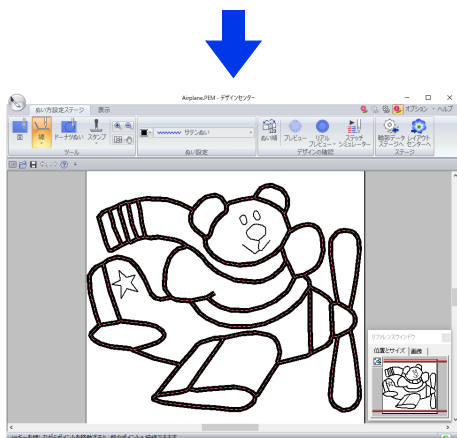 Airplane.PEM - デザインセンター
ぬい方設定ステージ 表示 オプション ヘルプ
面 線 ドーナツぬい スタンプ サテンぬい ぬい順 プレビュー リアルプレビュー ステッチシミュレーター 輪郭データステージへ レイアウトセンターへ
ツール ぬい設定 デザインの確認 ステージ
リファレンスウィンドウ
位置とサイズ 画像